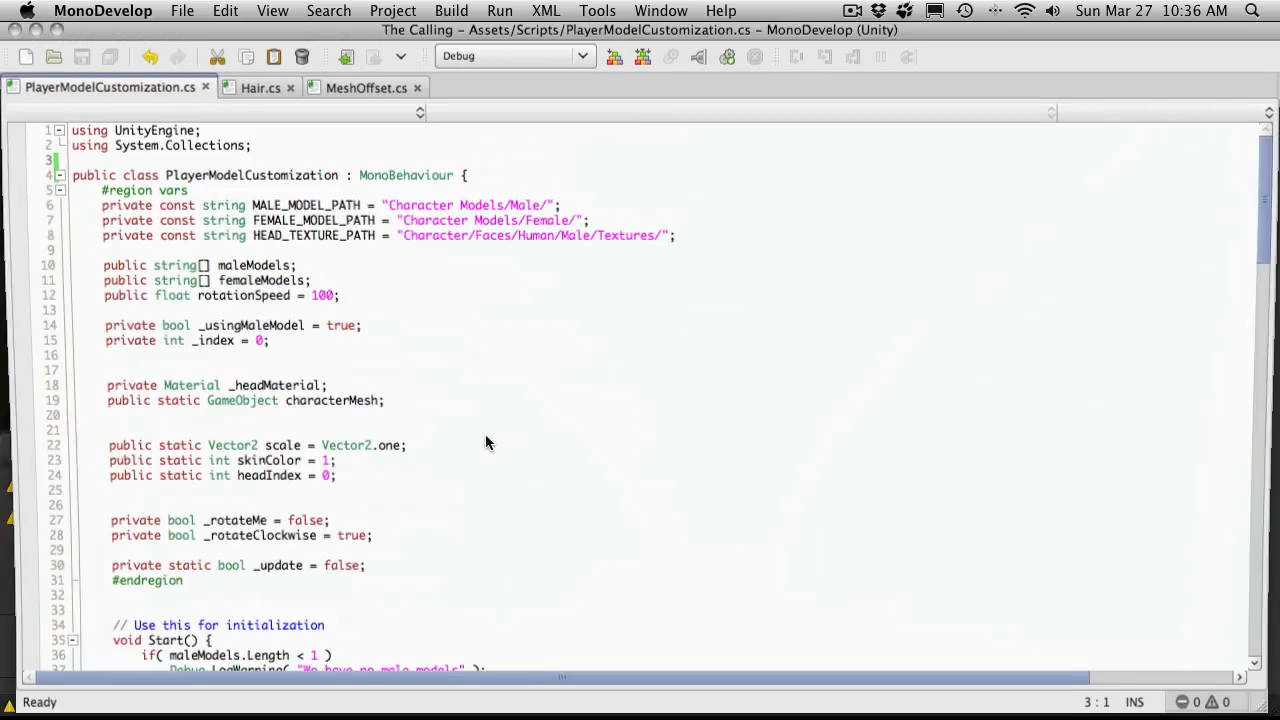 MonoDevelop File Edit View Search Project Build Run XML Tools Window Help Sun Mar 27 10:36 AM
The Calling – Assets/Scripts/PlayerModelCustomization.cs – MonoDevelop (Unity)
Debug
PlayerModelCustomization.cs × Hair.cs × MeshOffset.cs ×
1 using UnityEngine;
2 using System.Collections;
3
4 public class PlayerModelCustomization : MonoBehaviour {
5 #region vars
6 private const string MALE_MODEL_PATH = "Character Models/Male/";
7 private const string FEMALE_MODEL_PATH = "Character Models/Female/";
8 private const string HEAD_TEXTURE_PATH = "Character/Faces/Human/Male/Textures/";
9
10 public string[] maleModels;
11 public string[] femaleModels;
12 public float rotationSpeed = 100;
13
14 private bool _usingMaleModel = true;
15 private int _index = 0;
16
17
18 private Material _headMaterial;
19 public static GameObject characterMesh;
20
21
22 public static Vector2 scale = Vector2.one;
23 public static int skinColor = 1;
24 public static int headIndex = 0;
25
26
27 private bool _rotateMe = false;
28 private bool _rotateClockwise = true;
29
30 private static bool _update = false;
31 #endregion
32
33
34 // Use this for initialization
35 void Start() {
36 if( maleModels.Length < 1 )
37 Debug.LogWarning( "We have no male models" );
Ready 3 : 1 INS 0 0